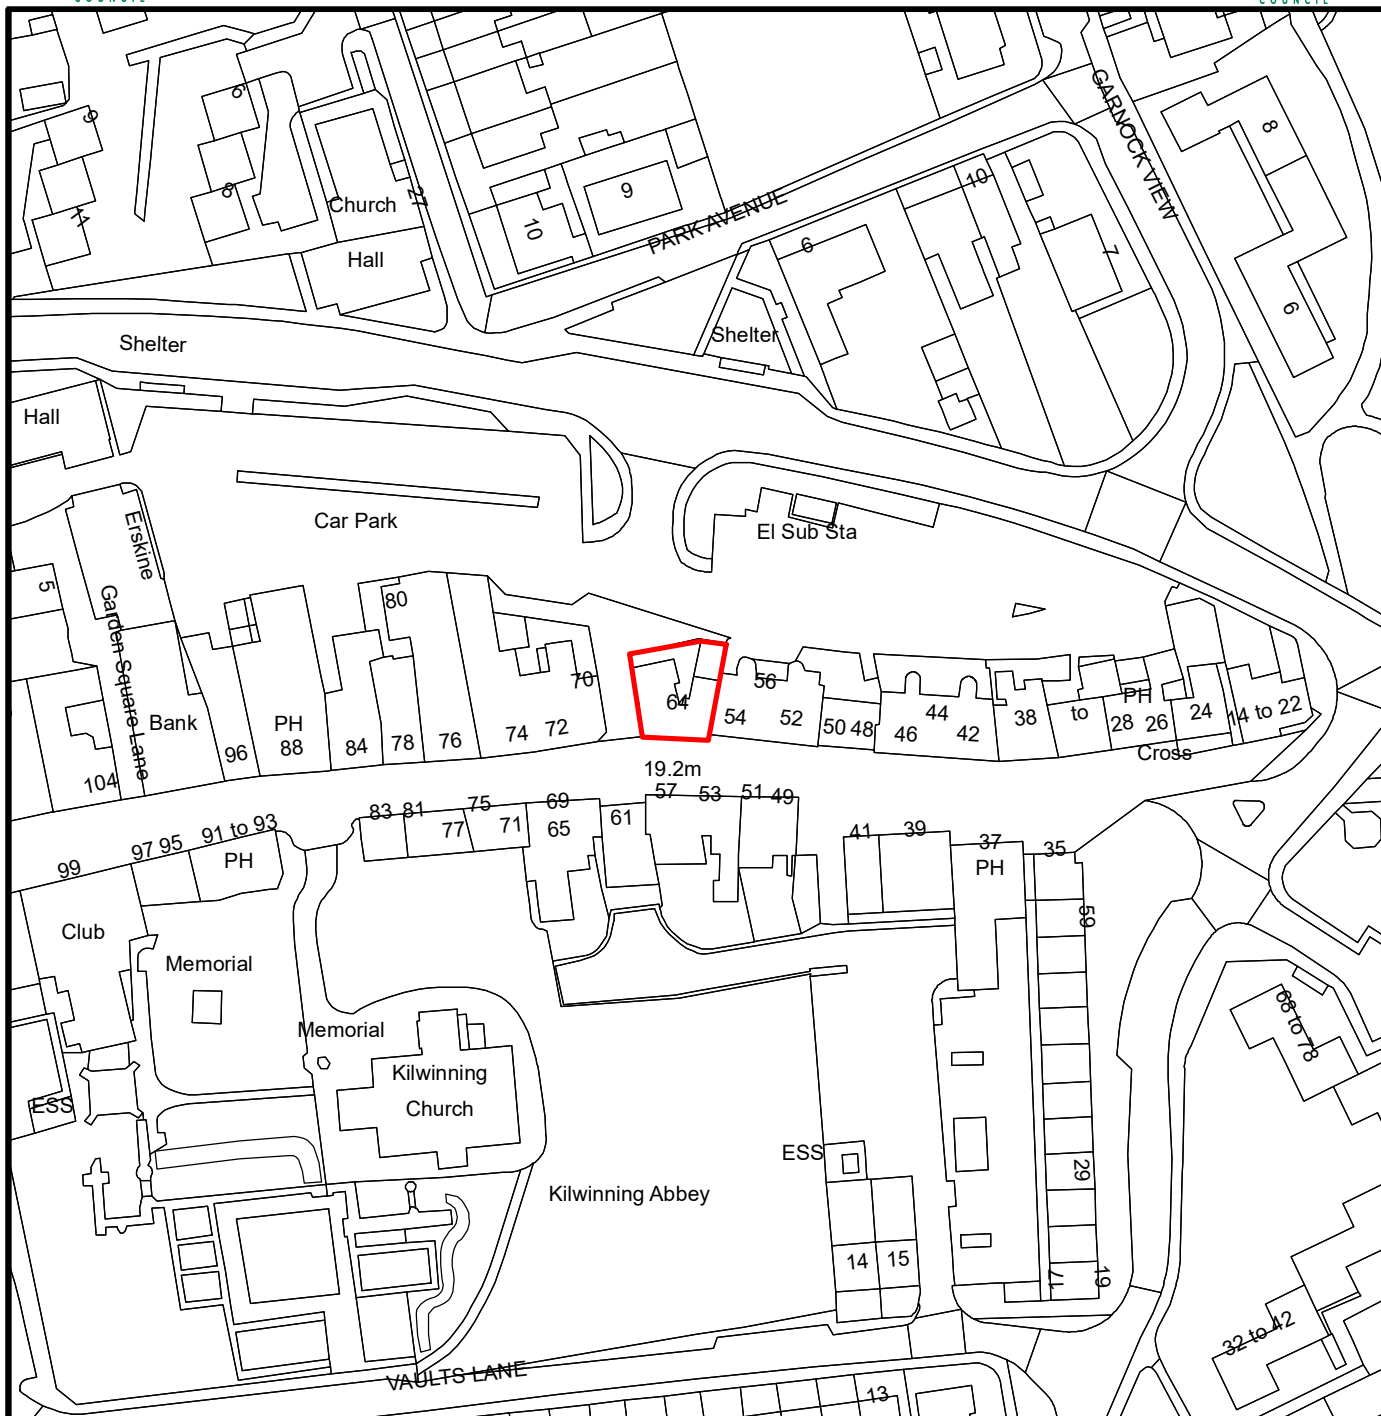 COUNCIL
COUNCIL
6
9
8
11
Church
27
Hall
9
10
PARK AVENUE
GARNOCK VIEW
8
10
6
7
6
Shelter
Shelter
Hall
Car Park
El Sub Sta
Erskine
Garden Square Lane
5
80
70
64
56
Bank
PH
88
96
84
78
76
74
72
54
52
50
48
46
44
42
38
to
PH
28
26
24
14 to 22
Cross
104
19.2m
57
53
51
49
83
81
75
77
71
69
65
61
41
39
37
PH
35
99
97
95
91 to 93
PH
Club
Memorial
59
Memorial
Kilwinning
Church
68 to 78
ESS
ESS
29
Kilwinning Abbey
14
15
17
19
32 to 42
VAULTS LANE
13